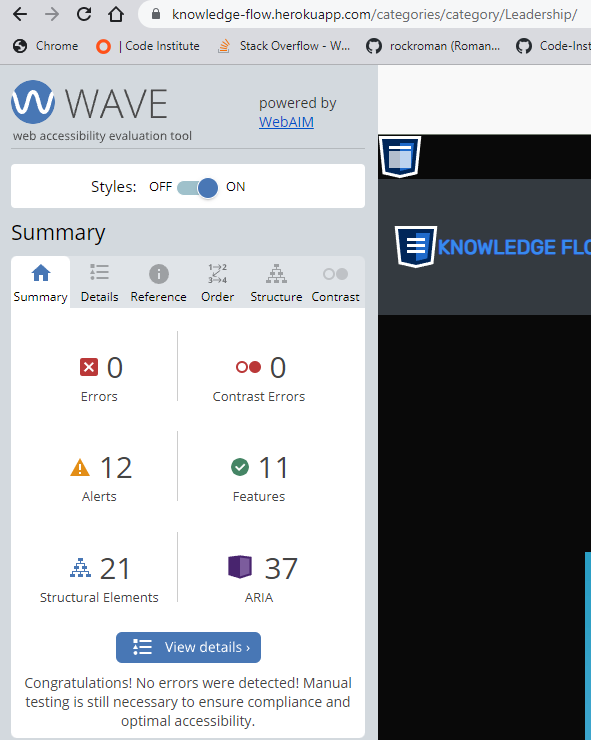 knowledge-flow.herokuapp.com/categories/category/Leadership/
Chrome | Code Institute Stack Overflow - W... rockroman (Roman... Code-Inst
WAVE
web accessibility evaluation tool
powered by
WebAIM
Styles: OFF ON
Summary
Summary Details Reference Order Structure Contrast
0 0
Errors Contrast Errors
12 11
Alerts Features
21 37
Structural Elements ARIA
View details ›
Congratulations! No errors were detected! Manual
testing is still necessary to ensure compliance and
optimal accessibility.
KNOWLEDGE FLO